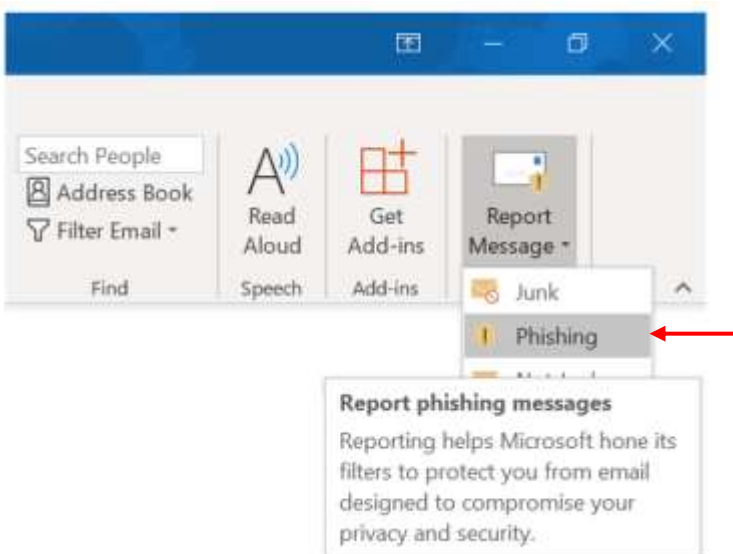 Search People
Address Book
Filter Email
Find
Read
Aloud
Speech
Get
Add-ins
Add-ins
Report
Message
Junk
Phishing
Report phishing messages
Reporting helps Microsoft hone its
filters to protect you from email
designed to compromise your
privacy and security.